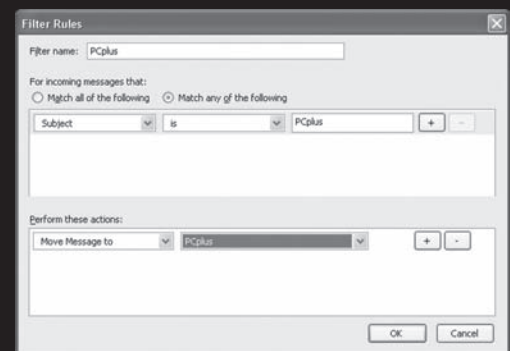 Filter Rules
Filter name: PCplus
For incoming messages that:
Match all of the following Match any of the following
Subject is PCplus + -
Perform these actions:
Move Message to PCplus + -
OK Cancel